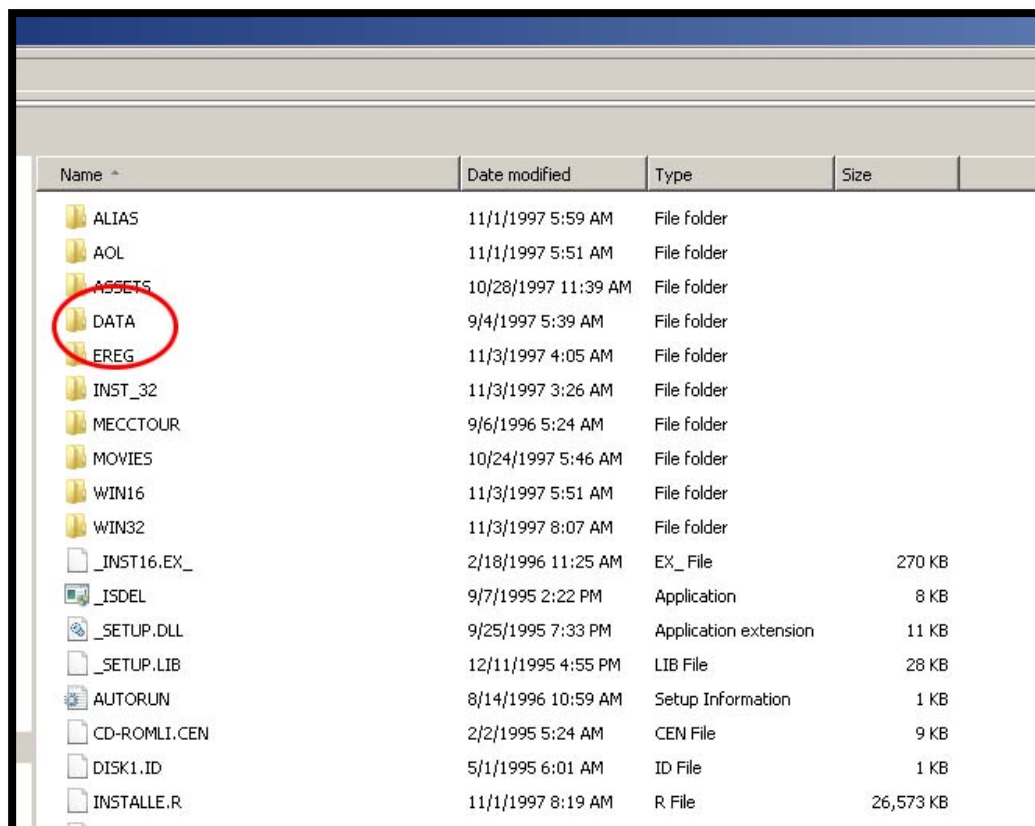 Name Date modified Type Size
ALIAS 11/1/1997 5:59 AM File folder
AOL 11/1/1997 5:51 AM File folder
ASSETS 10/28/1997 11:39 AM File folder
DATA 9/4/1997 5:39 AM File folder
EREG 11/3/1997 4:05 AM File folder
INST_32 11/3/1997 3:26 AM File folder
MECCTOUR 9/6/1996 5:24 AM File folder
MOVIES 10/24/1997 5:46 AM File folder
WIN16 11/3/1997 5:51 AM File folder
WIN32 11/3/1997 8:07 AM File folder
_INST16.EX_ 2/18/1996 11:25 AM EX_ File 270 KB
_ISDEL 9/7/1995 2:22 PM Application 8 KB
_SETUP.DLL 9/25/1995 7:33 PM Application extension 11 KB
_SETUP.LIB 12/11/1995 4:55 PM LIB File 28 KB
AUTORUN 8/14/1996 10:59 AM Setup Information 1 KB
CD-ROMLI.CEN 2/2/1995 5:24 AM CEN File 9 KB
DISK1.ID 5/1/1995 6:01 AM ID File 1 KB
INSTALLE.R 11/1/1997 8:19 AM R File 26,573 KB